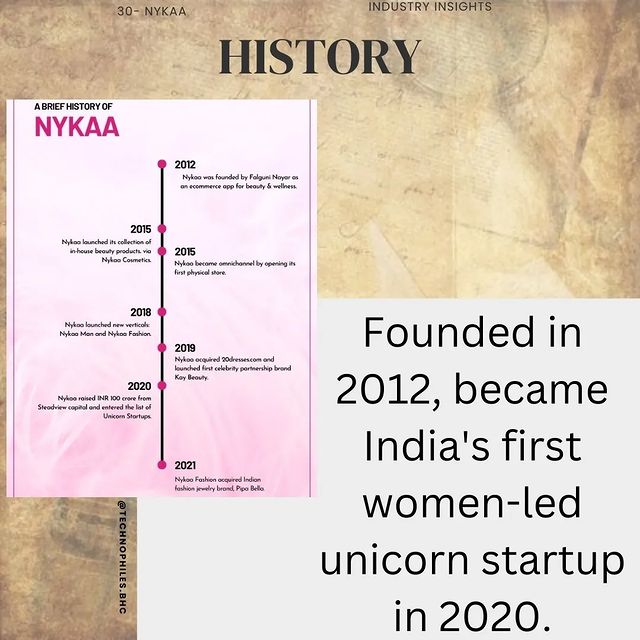 30- NYKAA
INDUSTRY INSIGHTS
HISTORY
A BRIEF HISTORY OF
NYKAA
2012
Nykaa was founded by Falguni Nayar as
an ecommerce app for beauty & wellness.
2015
Nykaa launched its collection of
in-house beauty products, via
Nykaa Cosmetics.
2015
Nykaa became omnichannel by opening its
first physical store.
2018
Nykaa launched new verticals:
Nykaa Man and Nykaa Fashion.
2019
Nykaa acquired 20dresses.com and
launched first celebrity partnership brand
Kay Beauty.
2020
Nykaa raised INR 100 crore from
Steadview capital and entered the list of
Unicorn Startups.
2021
Nykaa Fashion acquired Indian
fashion jewelry brand, Pipa Bella.
Founded in
2012, became
India's first
women-led
unicorn startup
in 2020.
@TECHNOPHILES.BHC